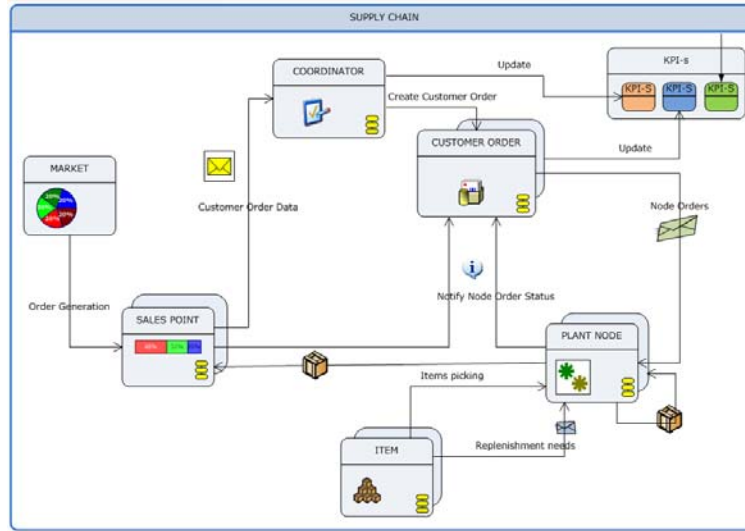 SUPPLY CHAIN
COORDINATOR
Update
KPI-s
KPI-S KPI-S KPI-S
Create Customer Order
CUSTOMER ORDER
Update
MARKET
20%
20%
20%
Customer Order Data
Node Orders
Order Generation
Notify Node Order Status
SALES POINT
PLANT NODE
Items picking
ITEM
Replenishment needs